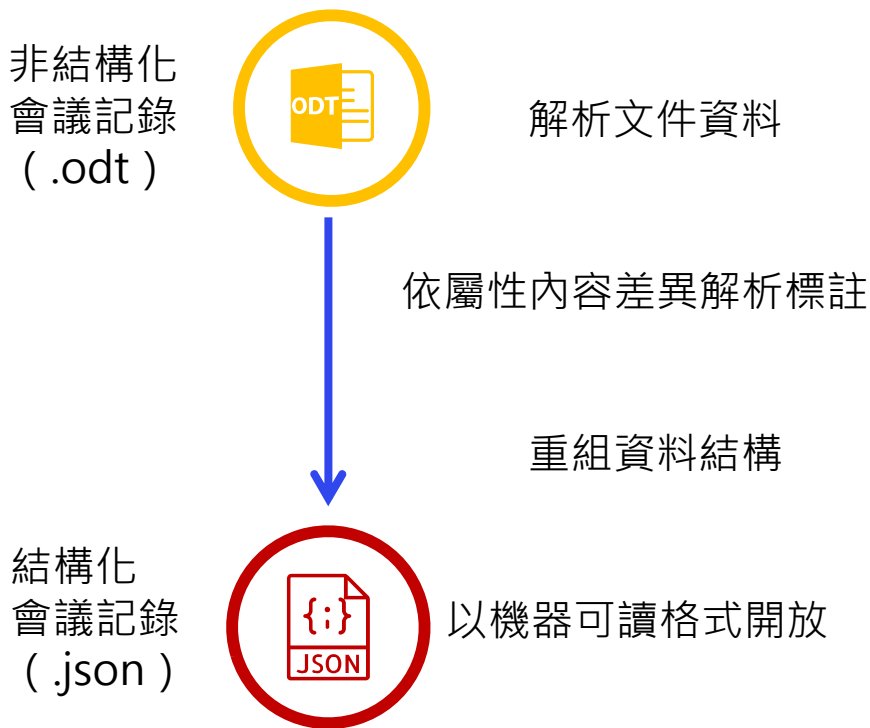 非結構化
會議記錄
（.odt）
ODT
解析文件資料
依屬性內容差異解析標註
重組資料結構
結構化
會議記錄
（.json）
{;}
JSON
以機器可讀格式開放